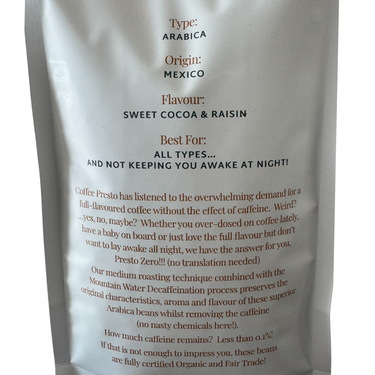 Type:
ARABICA
Origin:
MEXICO
Flavour:
SWEET COCOA & RAISIN
Best For:
ALL TYPES...
AND NOT KEEPING YOU AWAKE AT NIGHT!
Coffee Presto has listened to the overwhelming demand for a
full-flavoured coffee without the effect of caffeine. Weird?
...yes, no, maybe? Whether you over-dosed on coffee lately,
have a baby on board or just love the full flavour but don't
want to lay awake all night, we have the answer for you.
Presto Zero!!! (no translation needed)
Our medium roasting technique combined with the
Mountain Water Decaffeination process preserves the
original characteristics, aroma and flavour of these superior
Arabica beans whilst removing the caffeine
(no nasty chemicals here!).
How much caffeine remains? Less than 0.1%!
If that is not enough to impress you, these beans
are fully certified Organic and Fair Trade!